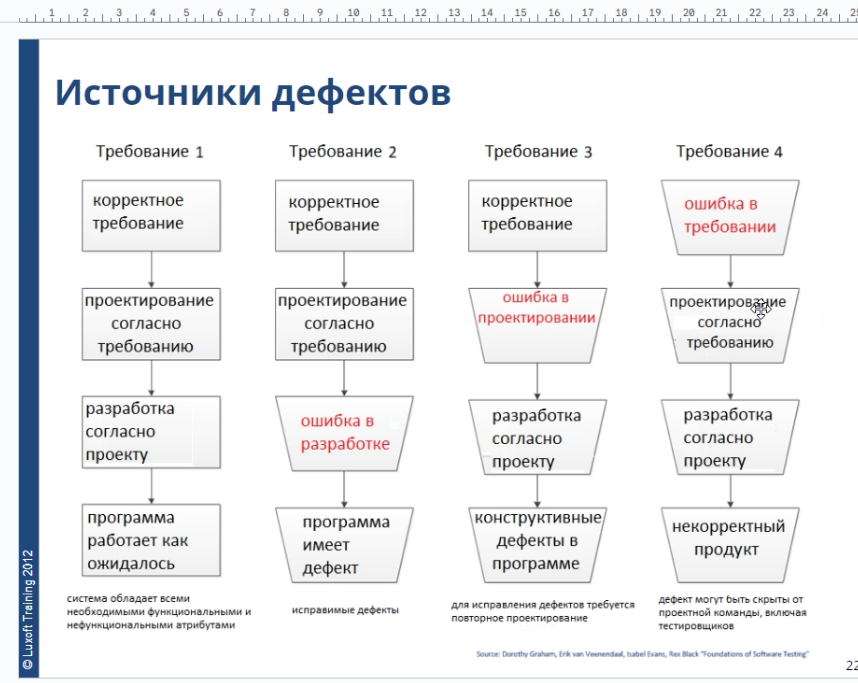 1 2 3 4 5 6 7 8 9 10 11 12 13 14 15 16 17 18 19 20 21 22 23 24 25
Источники дефектов
Требование 1
корректное
требование
проектирование
согласно
требованию
разработка
согласно
проекту
программа
работает как
ожидалось
система обладает всеми
необходимыми функциональными и
нефункциональными атрибутами
Требование 2
корректное
требование
проектирование
согласно
требованию
ошибка в
разработке
программа
имеет
дефект
исправимые дефекты
Требование 3
корректное
требование
ошибка в
проектировании
разработка
согласно
проекту
конструктивные
дефекты в
программе
для исправления дефектов требуется
повторное проектирование
Требование 4
ошибка в
требовании
проектирование
согласно
требованию
разработка
согласно
проекту
некорректный
продукт
дефект могут быть скрыты от
проектной команды, включая
тестировщиков
Source: Dorothy Graham, Erik van Veenendaal, Isabel Evans, Rex Black "Foundations of Software Testing"
© Luxoft Training 2012
22